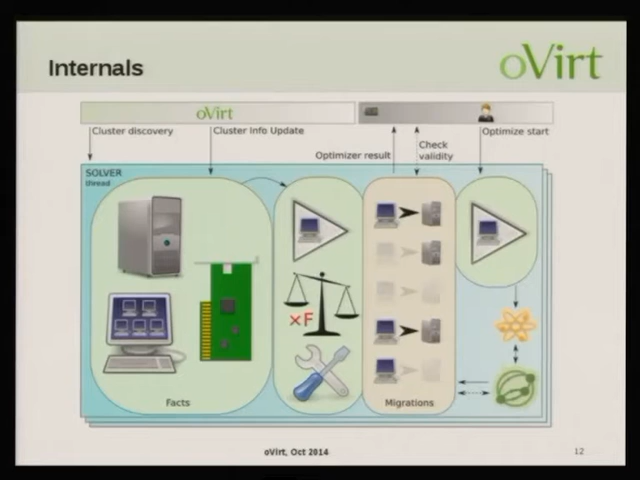 Internals
oVirt
oVirt
Cluster discovery
Cluster Info Update
Optimizer result
Check
validity
Optimize start
SOLVER
thread
×F
Facts
Migrations
oVirt, Oct 2014
12